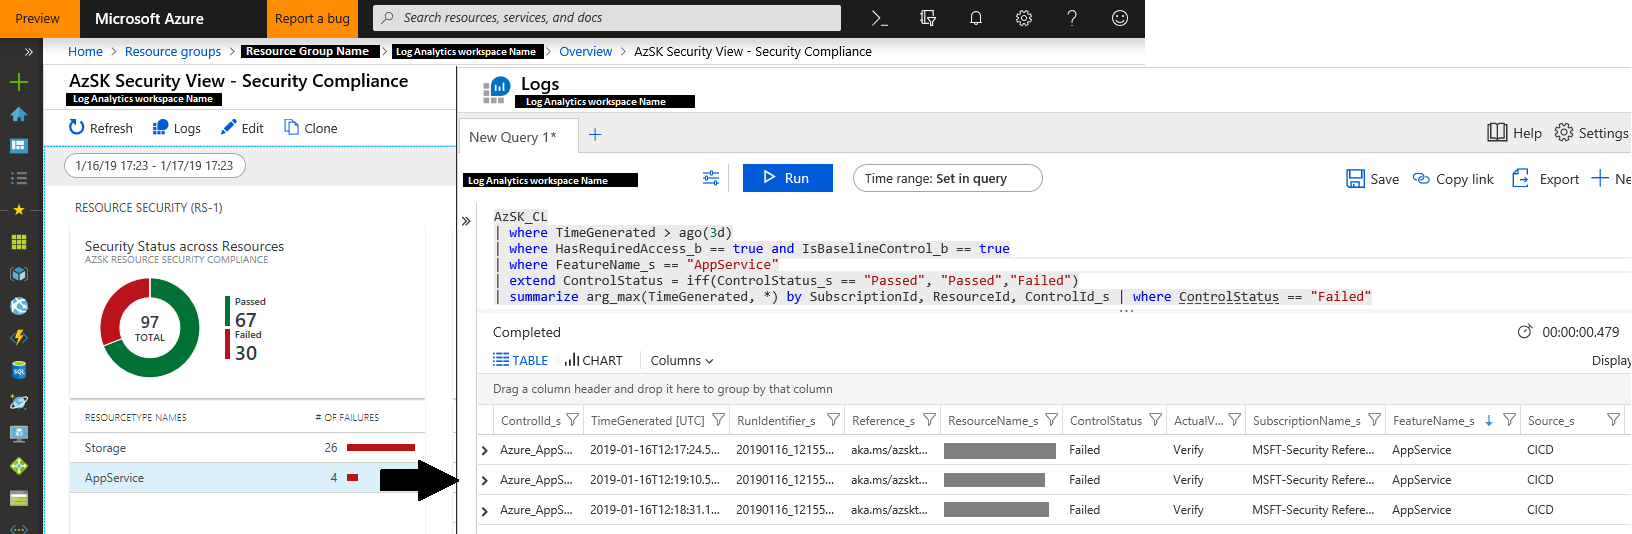 Preview
Microsoft Azure
Report a bug
Search resources, services, and docs
Home > Resource groups > Resource Group Name > Log Analytics workspace Name > Overview > AzSK Security View - Security Compliance
AzSK Security View - Security Compliance
Log Analytics workspace Name
Refresh Logs Edit Clone
1/16/19 17:23 - 1/17/19 17:23
RESOURCE SECURITY (RS-1)
Security Status across Resources
AZSK RESOURCE SECURITY COMPLIANCE
97
TOTAL
Passed
67
Failed
30
RESOURCETYPE NAMES # OF FAILURES
Storage 26
AppService 4
SQL
Logs
Log Analytics workspace Name
New Query 1* +
Help Settings
Log Analytics workspace Name
Run
Time range: Set in query
Save Copy link Export Ne
AzSK_CL
| where TimeGenerated > ago(3d)
| where HasRequiredAccess_b == true and IsBaselineControl_b == true
| where FeatureName_s == "AppService"
| extend ControlStatus = iff(ControlStatus_s == "Passed", "Passed","Failed")
| summarize arg_max(TimeGenerated, *) by SubscriptionId, ResourceId, ControlId_s | where ControlStatus == "Failed"
Completed 00:00:00.479
TABLE CHART Columns Display
Drag a column header and drop it here to group by that column
ControlId_s TimeGenerated [UTC] RunIdentifier_s Reference_s ResourceName_s ControlStatus ActualV... SubscriptionName_s FeatureName_s Source_s
Azure_AppS... 2019-01-16T12:17:24.5... 20190116_12155... aka.ms/azskt... Failed Verify MSFT-Security Refere... AppService CICD
Azure_AppS... 2019-01-16T12:19:10.5... 20190116_12155... aka.ms/azskt... Failed Verify MSFT-Security Refere... AppService CICD
Azure_AppS... 2019-01-16T12:18:31.1... 20190116_12155... aka.ms/azskt... Failed Verify MSFT-Security Refere... AppService CICD